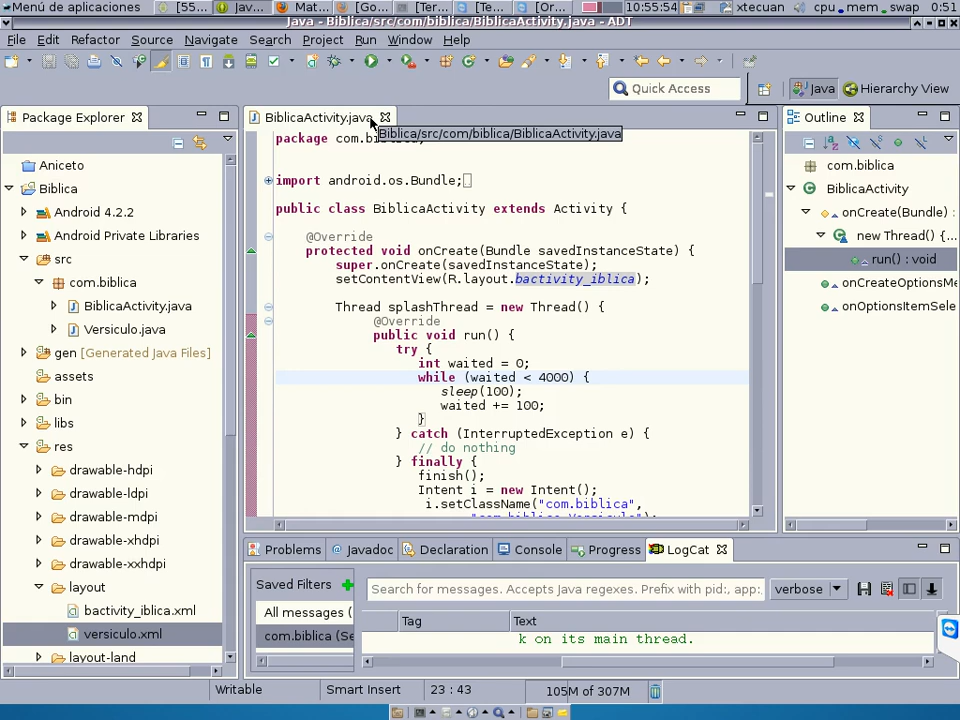 Menú de aplicaciones
[55...
Jav...
Mat...
[Go...
[Ter...
[Ter...
[O...
10:55:54
xtecuan
cpu
mem
swap
0:51
Java - Biblica/src/com/biblica/BiblicaActivity.java - ADT
File Edit Refactor Source Navigate Search Project Run Window Help
Quick Access
Java
Hierarchy View
Package Explorer
Aniceto
Biblica
Android 4.2.2
Android Private Libraries
src
com.biblica
BiblicaActivity.java
Versiculo.java
gen [Generated Java Files]
assets
bin
libs
res
drawable-hdpi
drawable-ldpi
drawable-mdpi
drawable-xhdpi
drawable-xxhdpi
layout
bactivity_iblica.xml
versiculo.xml
layout-land
BiblicaActivity.java
Biblica/src/com/biblica/BiblicaActivity.java
package com.biblica;
import android.os.Bundle;
public class BiblicaActivity extends Activity {
@Override
protected void onCreate(Bundle savedInstanceState) {
super.onCreate(savedInstanceState);
setContentView(R.layout.bactivity_iblica);
Thread splashThread = new Thread() {
@Override
public void run() {
try {
int waited = 0;
while (waited < 4000) {
sleep(100);
waited += 100;
}
} catch (InterruptedException e) {
// do nothing
} finally {
finish();
Intent i = new Intent();
i.setClassName("com.biblica",
"com.biblica.Versiculo");
Outline
com.biblica
BiblicaActivity
onCreate(Bundle) :
new Thread() {...
run() : void
onCreateOptionsMe
onOptionsItemSele
Problems
Javadoc
Declaration
Console
Progress
LogCat
Saved Filters
All messages (
com.biblica (Se
Search for messages. Accepts Java regexes. Prefix with pid:, app:,
verbose
Tag
Text
k on its main thread.
Writable
Smart Insert
23 : 43
105M of 307M